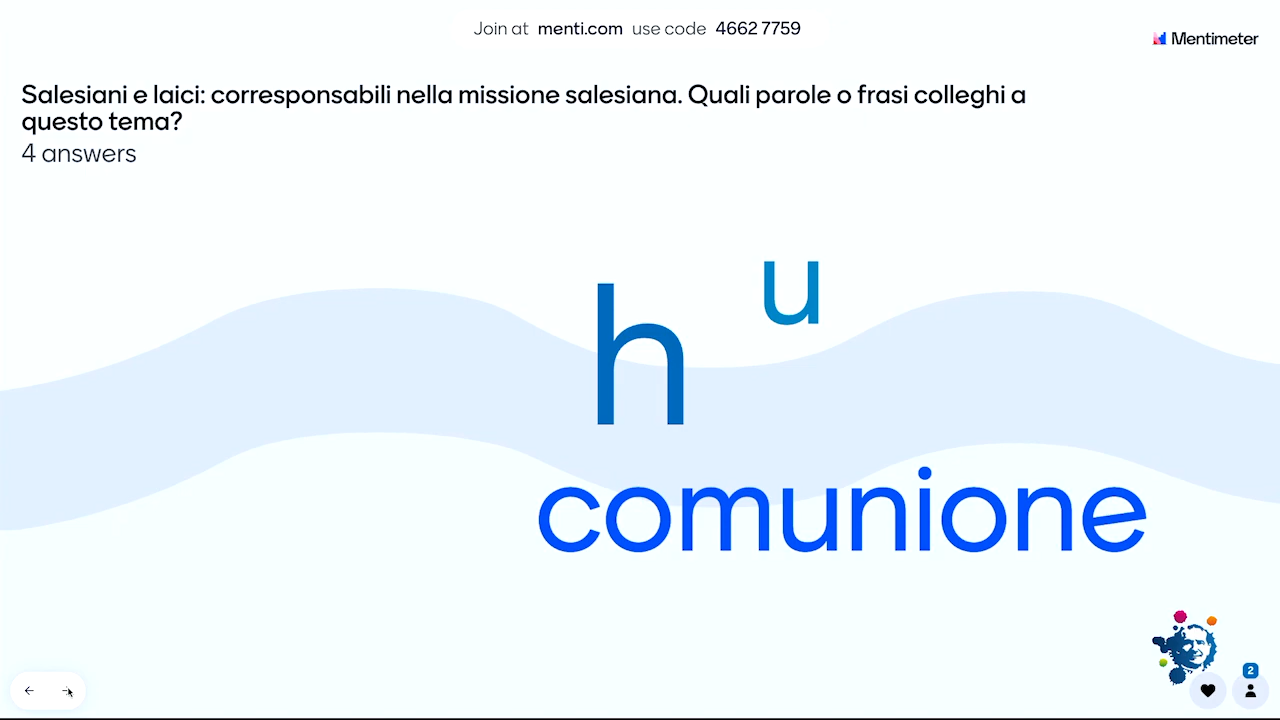 Join at menti.com use code 4662 7759
Mentimeter
Salesiani e laici: corresponsabili nella missione salesiana. Quali parole o frasi colleghi a
questo tema?
4 answers
u
h
comunione
2